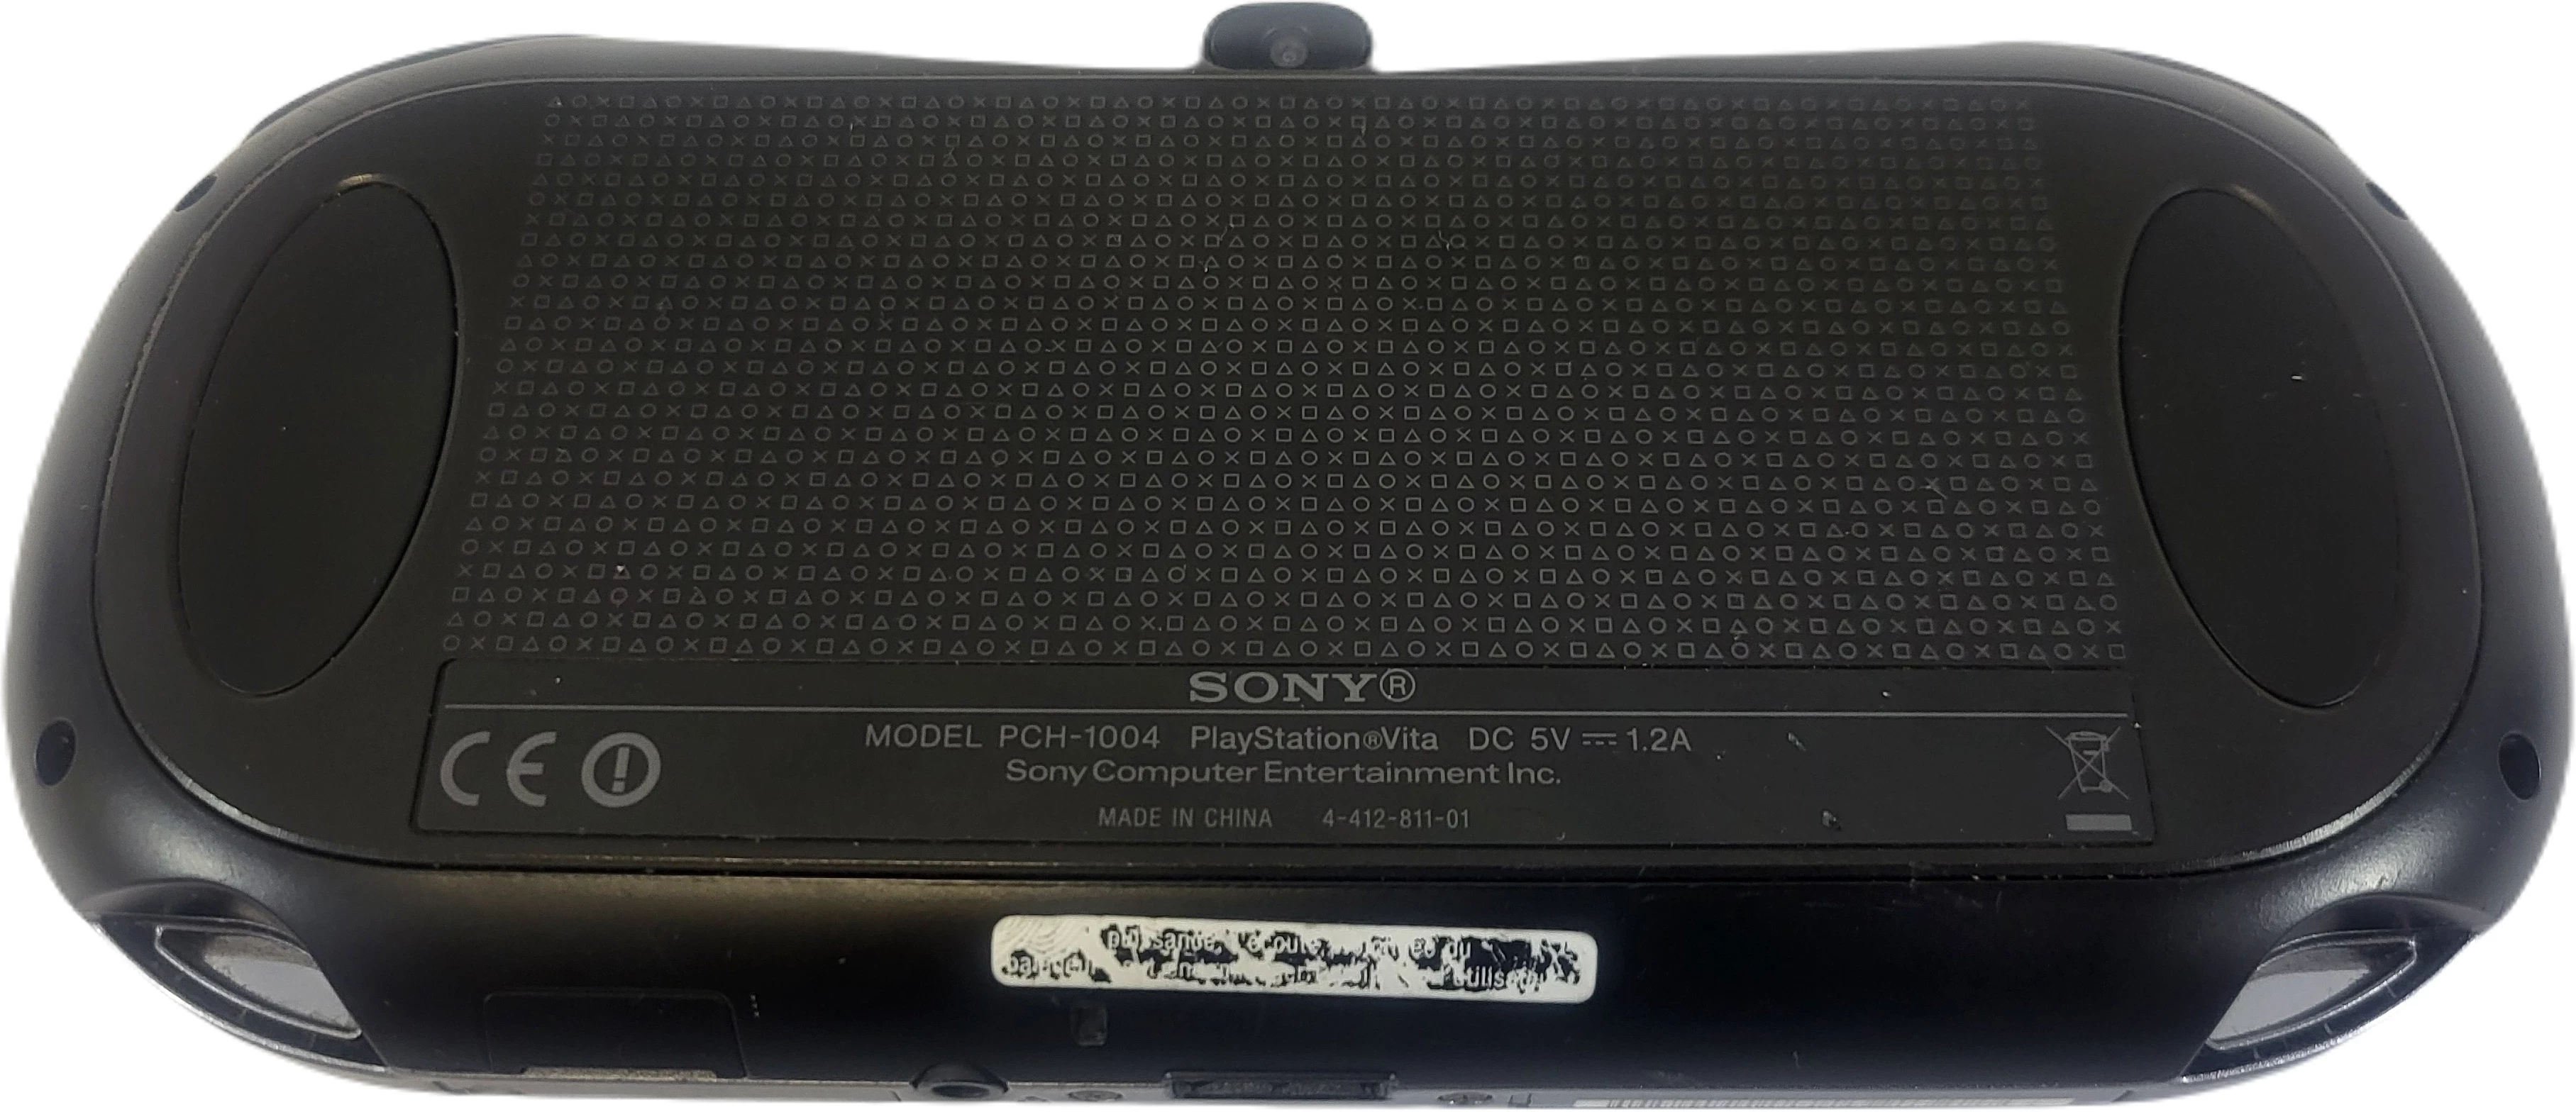 SONY®
MODEL PCH-1004 PlayStation®Vita DC 5V ⎓ 1.2A
Sony Computer Entertainment Inc.
CE
MADE IN CHINA 4-412-811-01